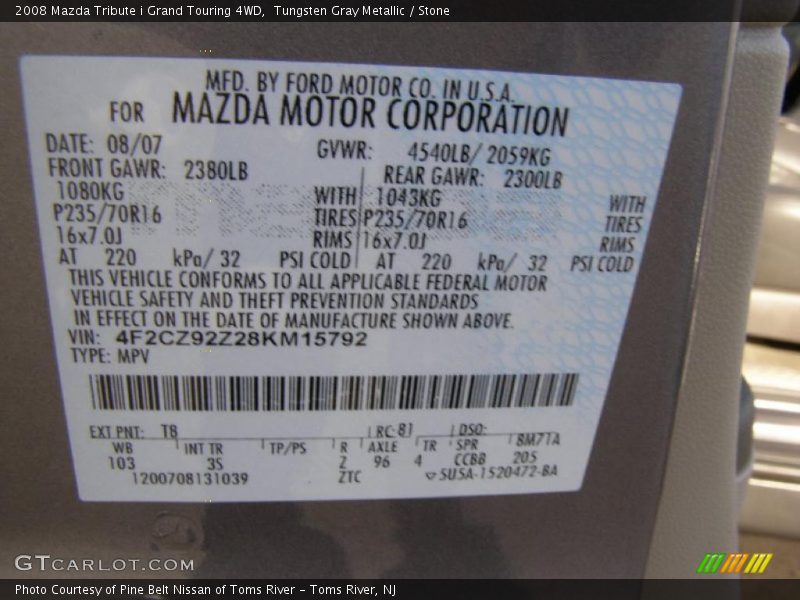 2008 Mazda Tribute i Grand Touring 4WD,  Tungsten Gray Metallic / Stone
MFD. BY FORD MOTOR CO. IN U.S.A.
FOR MAZDA MOTOR CORPORATION
DATE: 08/07 GVWR: 4540LB/ 2059KG
FRONT GAWR: 2380LB REAR GAWR: 2300LB
1080KG WITH 1043KG WITH
P235/70R16 TIRES P235/70R16 TIRES
16x7.0J RIMS 16x7.0J RIMS
AT 220 kPa/ 32 PSI COLD AT 220 kPa/ 32 PSI COLD
THIS VEHICLE CONFORMS TO ALL APPLICABLE FEDERAL MOTOR
VEHICLE SAFETY AND THEFT PREVENTION STANDARDS
IN EFFECT ON THE DATE OF MANUFACTURE SHOWN ABOVE.
VIN: 4F2CZ92Z28KM15792
TYPE: MPV
EXT PNT: T8 RC: 81 DSO:
WB INT TR TP/PS R AXLE TR SPR BM71A
103 3S Z 96 4 CCBB 205
1200708131039 ZTC SU5A-1520472-BA
GTCARLOT.COM
Photo Courtesy of Pine Belt Nissan of Toms River – Toms River, NJ